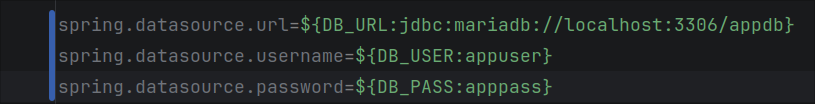 spring.datasource.url=${DB_URL:jdbc:mariadb://localhost:3306/appdb}
spring.datasource.username=${DB_USER:appuser}
spring.datasource.password=${DB_PASS:apppass}